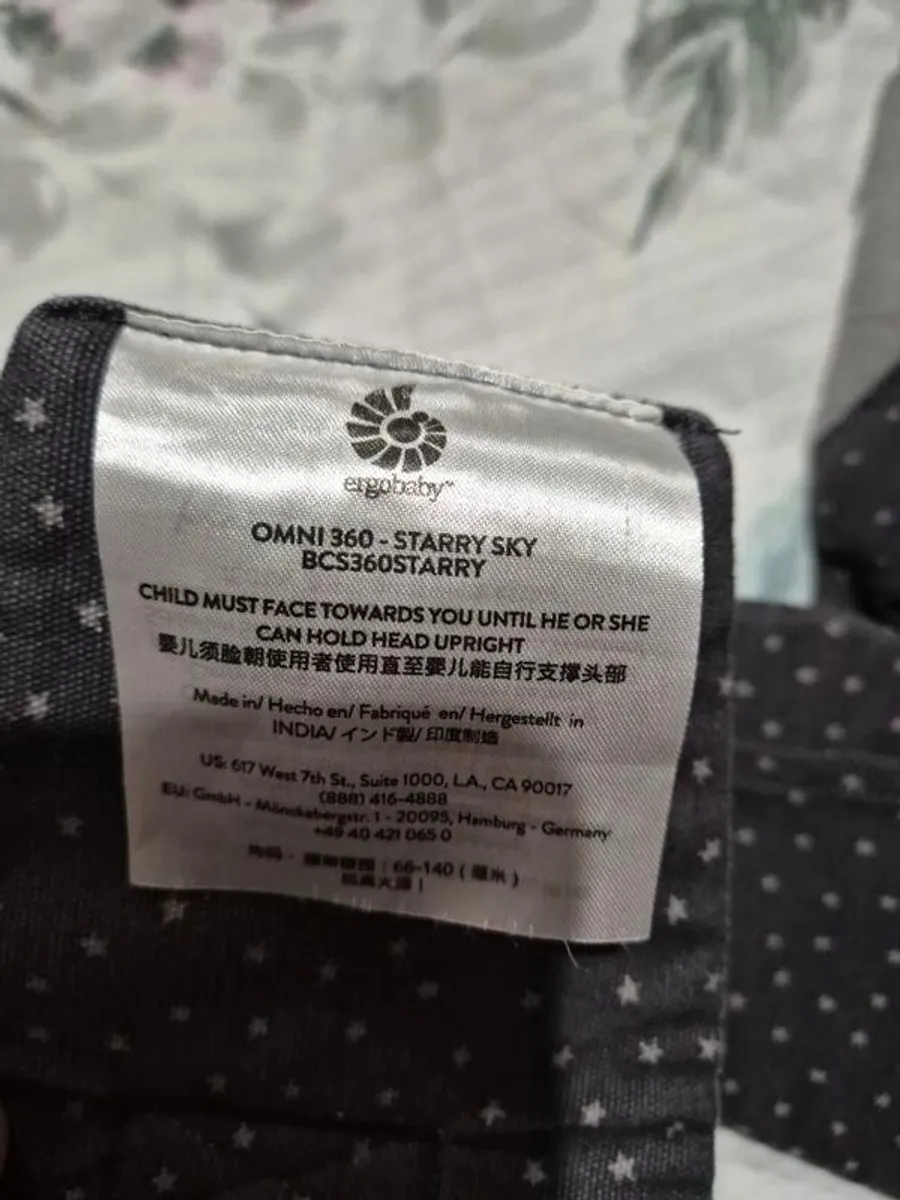 ergobaby™
OMNI 360 - STARRY SKY
BCS360STARRY
CHILD MUST FACE TOWARDS YOU UNTIL HE OR SHE
CAN HOLD HEAD UPRIGHT
婴儿须脸朝使用者使用直至婴儿能自行支撑头部
Made in/ Hecho en/ Fabriqué en/ Hergestellt in
INDIA/ インド製/ 印度制造
US: 617 West 7th St., Suite 1000, L.A., CA 90017
(888) 416-4888
EU: GmbH - Mönckebergstr. 1 - 20095, Hamburg - Germany
+49 40 421 065 0
: 66-140 ( 厘米 )